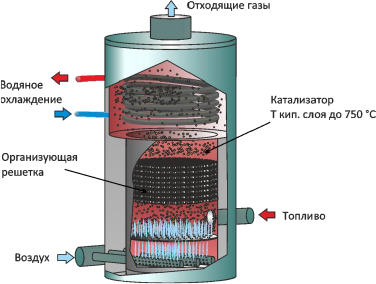 Отходящие газы
Водяное
охлаждение
Катализатор
Т кип. слоя до 750 °С
Организующая
решетка
Топливо
Воздух